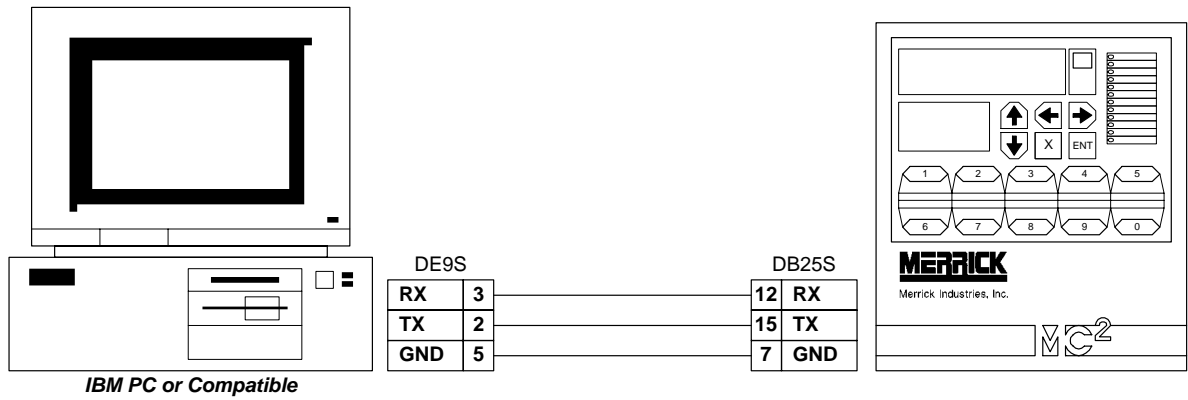 DE9S
RX 3
TX 2
GND 5
IBM PC or Compatible
DB25S
12 RX
15 TX
7 GND
X ENT
1 2 3 4 5
6 7 8 9 0
MERRICK
Merrick Industries, Inc.
MC2